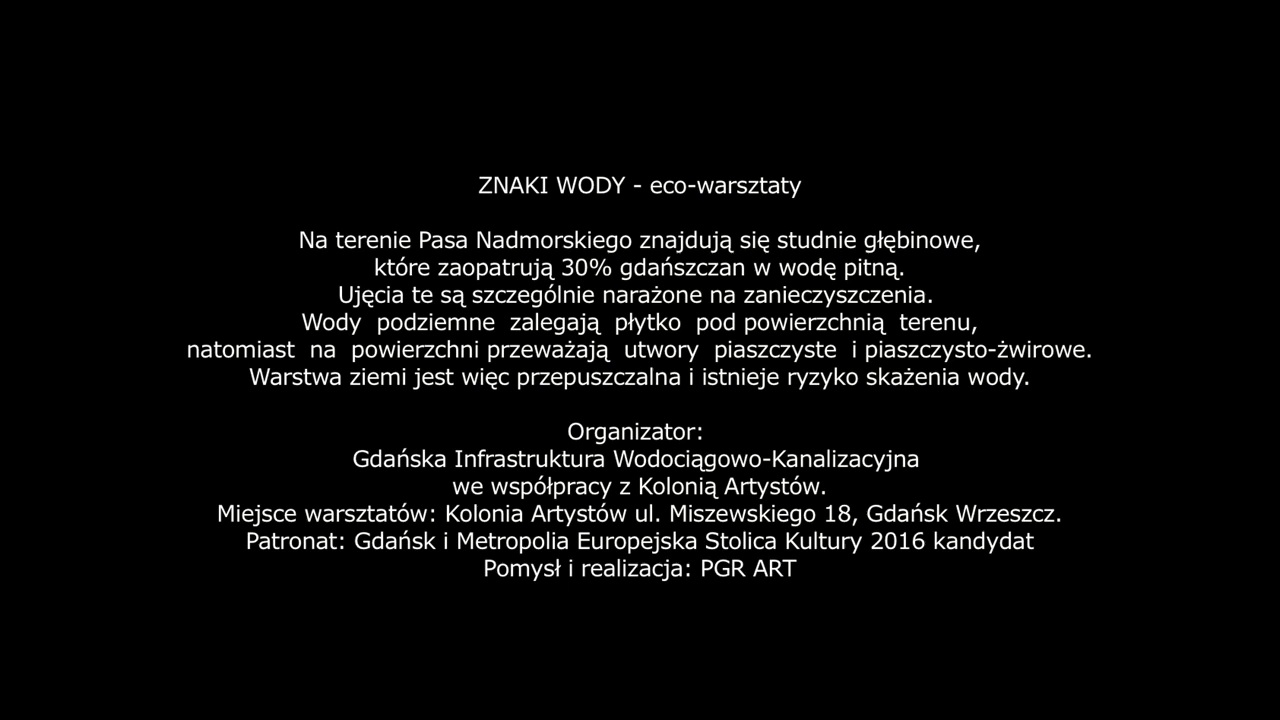 ZNAKI WODY - eco-warsztaty
Na terenie Pasa Nadmorskiego znajdują się studnie głębinowe,
które zaopatrują 30% gdańszczan w wodę pitną.
Ujęcia te są szczególnie narażone na zanieczyszczenia.
Wody podziemne zalegają płytko pod powierzchnią terenu,
natomiast na powierzchni przeważają utwory piaszczyste i piaszczysto-żwirowe.
Warstwa ziemi jest więc przepuszczalna i istnieje ryzyko skażenia wody.
Organizator:
Gdańska Infrastruktura Wodociągowo-Kanalizacyjna
we współpracy z Kolonią Artystów.
Miejsce warsztatów: Kolonia Artystów ul. Miszewskiego 18, Gdańsk Wrzeszcz.
Patronat: Gdańsk i Metropolia Europejska Stolica Kultury 2016 kandydat
Pomysł i realizacja: PGR ART